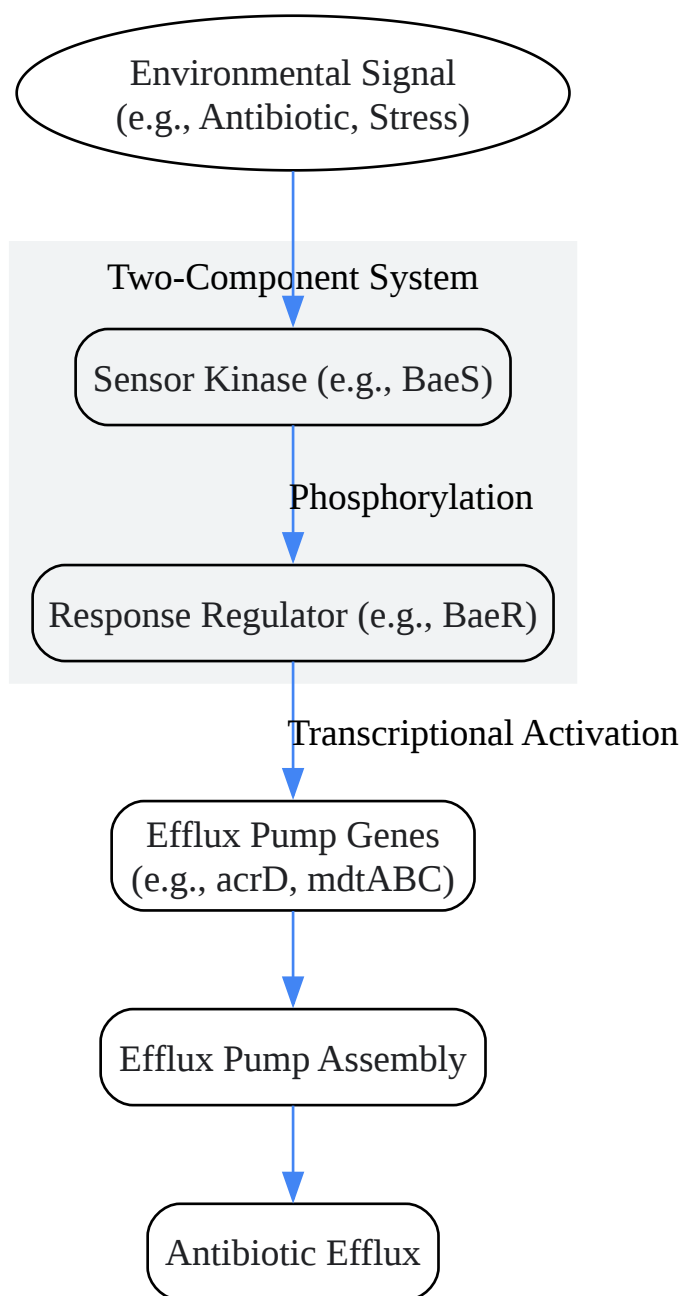 Environmental Signal
(e.g., Antibiotic, Stress)
Two-Component System
Sensor Kinase (e.g., BaeS)
Phosphorylation
Response Regulator (e.g., BaeR)
Transcriptional Activation
Efflux Pump Genes
(e.g., acrD, mdtABC)
Efflux Pump Assembly
Antibiotic Efflux